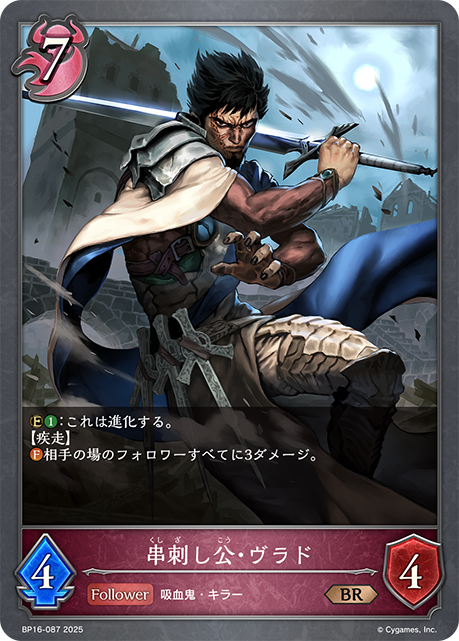 7
E 1:これは進化する。
【疾走】
F 相手の場のフォロワーすべてに3ダメージ。
くしざ こう
串刺し公・ヴラド
4
Follower 吸血鬼・キラー BR
4
BP16-087 2025 © Cygames, Inc.